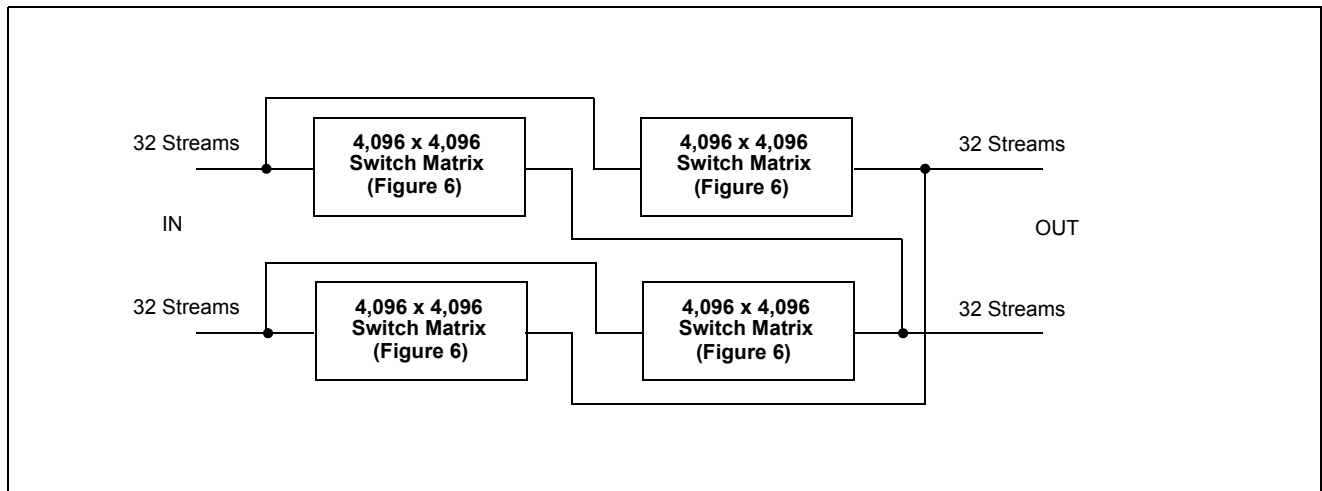 32 Streams
4,096 x 4,096
Switch Matrix
(Figure 6)
4,096 x 4,096
Switch Matrix
(Figure 6)
32 Streams
IN
OUT
32 Streams
4,096 x 4,096
Switch Matrix
(Figure 6)
4,096 x 4,096
Switch Matrix
(Figure 6)
32 Streams